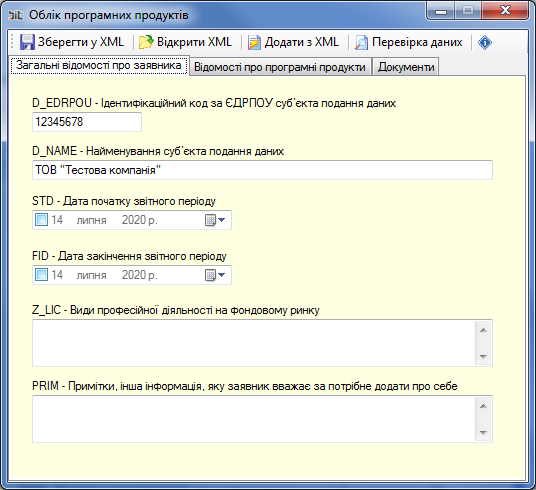 Облік програмних продуктів
Зберегти у XML Відкрити XML Додати з XML Перевірка даних
Загальні відомості про заявника Відомості про програмні продукти Документи
D_EDRPOU - Ідентифікаційний код за ЄДРПОУ суб'єкта подання даних
12345678
D_NAME - Найменування суб'єкта подання даних
ТОВ "Тестова компанія"
STD - Дата початку звітного періоду
14 липня 2020 р.
FID - Дата закінчення звітного періоду
14 липня 2020 р.
Z_LIC - Види професійної діяльності на фондовому ринку
PRIM - Примітки, інша інформація, яку заявник вважає за потрібне додати про себе